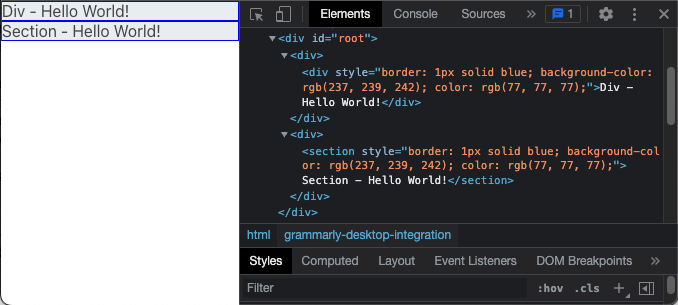 Div - Hello World!
Section - Hello World!
Elements Console Sources » 1
<div id="root">
<div>
<div style="border: 1px solid blue; background-color:
rgb(237, 239, 242); color: rgb(77, 77, 77);">Div -
Hello World!</div>
</div>
<div>
<section style="border: 1px solid blue; background-col
or: rgb(237, 239, 242); color: rgb(77, 77, 77);">
Section - Hello World!</section>
</div>
</div>
html grammarly-desktop-integration
Styles Computed Layout Event Listeners DOM Breakpoints »
Filter :hov .cls +